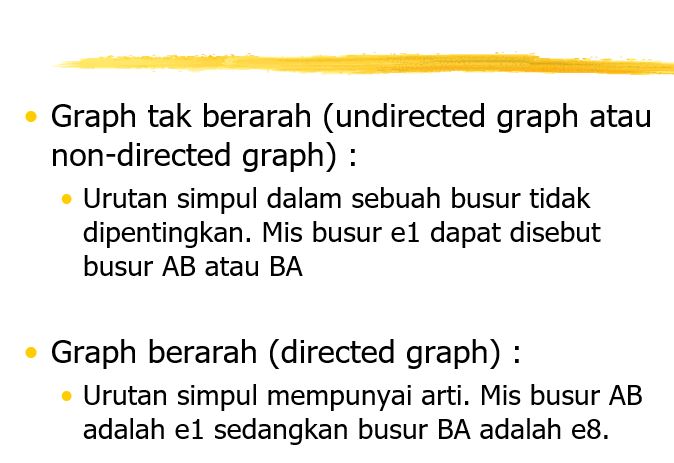 • Graph tak berarah (undirected graph atau
non-directed graph) :
• Urutan simpul dalam sebuah busur tidak
dipentingkan. Mis busur e1 dapat disebut
busur AB atau BA
• Graph berarah (directed graph) :
• Urutan simpul mempunyai arti. Mis busur AB
adalah e1 sedangkan busur BA adalah e8.